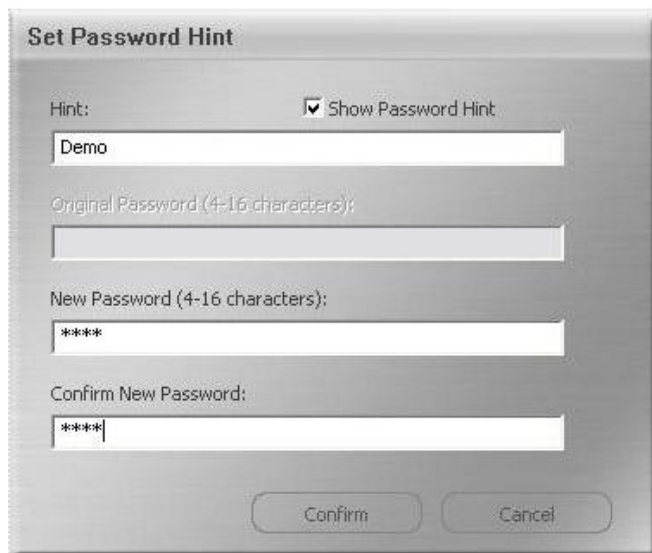 Set Password Hint
Hint: Show Password Hint
Demo
Original Password (4-16 characters):
New Password (4-16 characters):
****
Confirm New Password:
****
Confirm Cancel